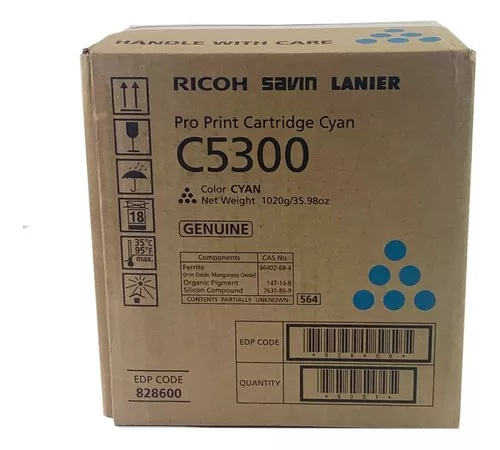 HANDLE WITH CARE
RICOH savin LANIER
Pro Print Cartridge Cyan
C5300
Color CYAN
Net Weight 1020g/35.98oz
GENUINE
Components CAS No.
Ferrite 66402-68-4
(Iron Oxide, Manganese Oxide)
Organic Pigment 147-14-8
Silicon Compound 7631-86-9
CONTENTS PARTIALLY UNKNOWN 564
18
35°C
95°F
max.
EDP CODE
*828600*
QUANTITY
*0001*
EDP CODE
828600